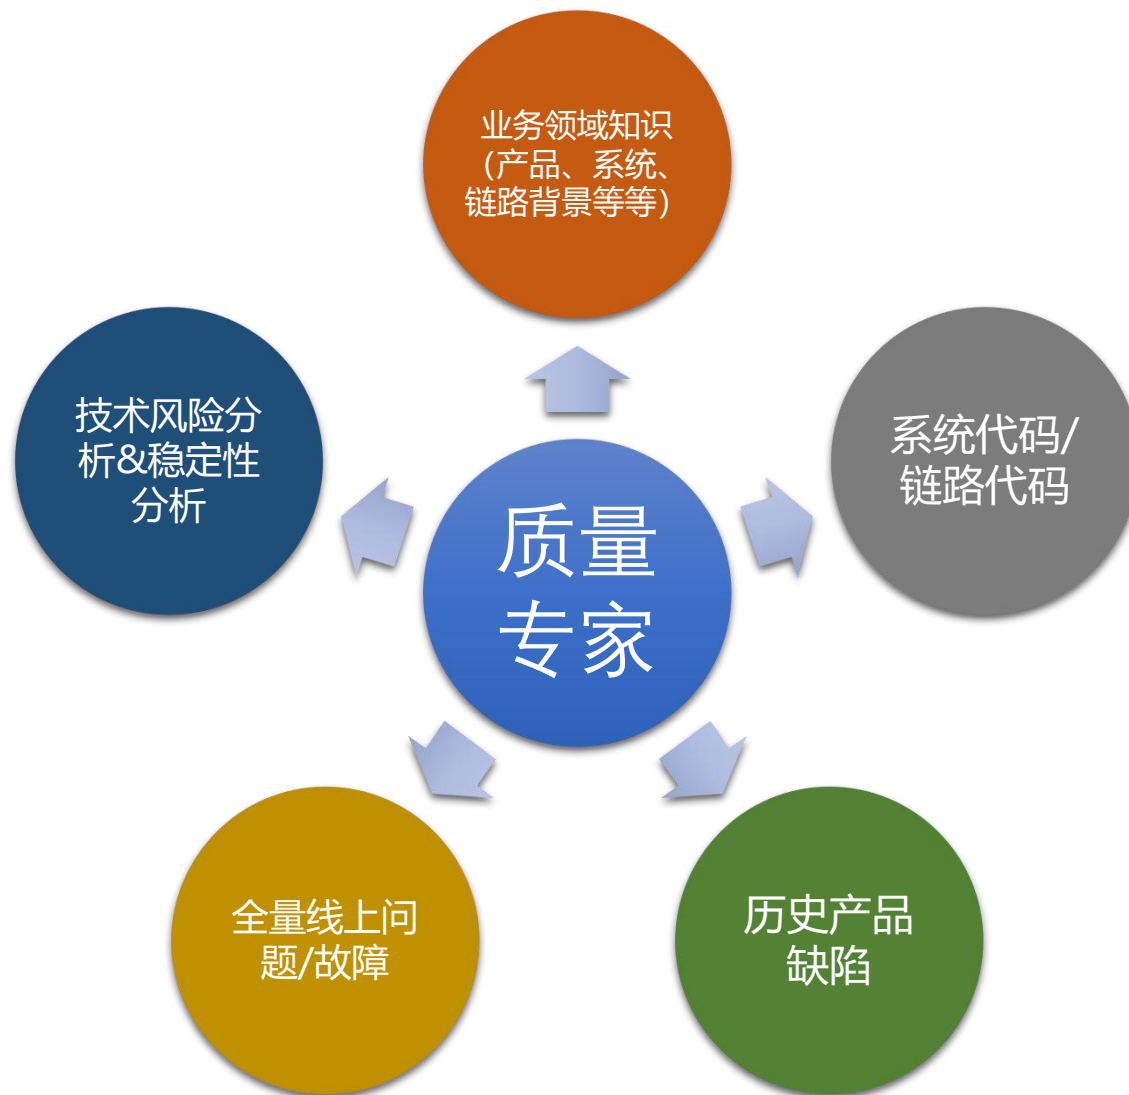 业务领域知识
（产品、系统、
链路背景等等）
技术风险分
析&稳定性
分析
系统代码/
链路代码
质量
专家
全量线上问
题/故障
历史产品
缺陷